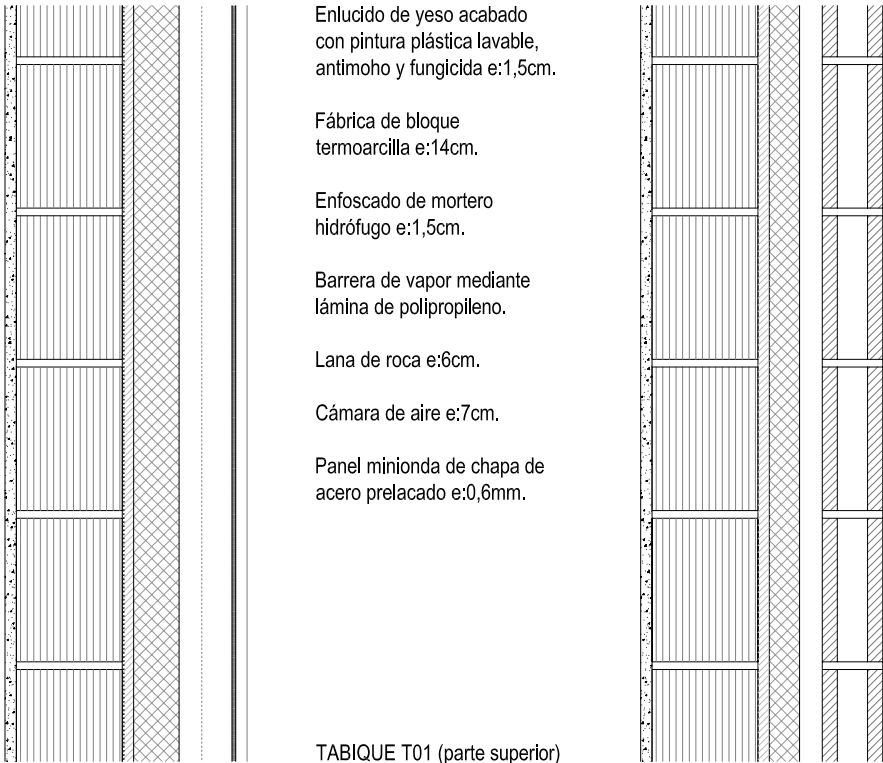 Enlucido de yeso acabado
con pintura plástica lavable,
antimoho y fungicida e:1,5cm.
Fábrica de bloque
termoarcilla e:14cm.
Enfoscado de mortero
hidrófugo e:1,5cm.
Barrera de vapor mediante
lámina de polipropileno.
Lana de roca e:6cm.
Cámara de aire e:7cm.
Panel minionda de chapa de
acero prelacado e:0,6mm.
TABIQUE T01 (parte superior)